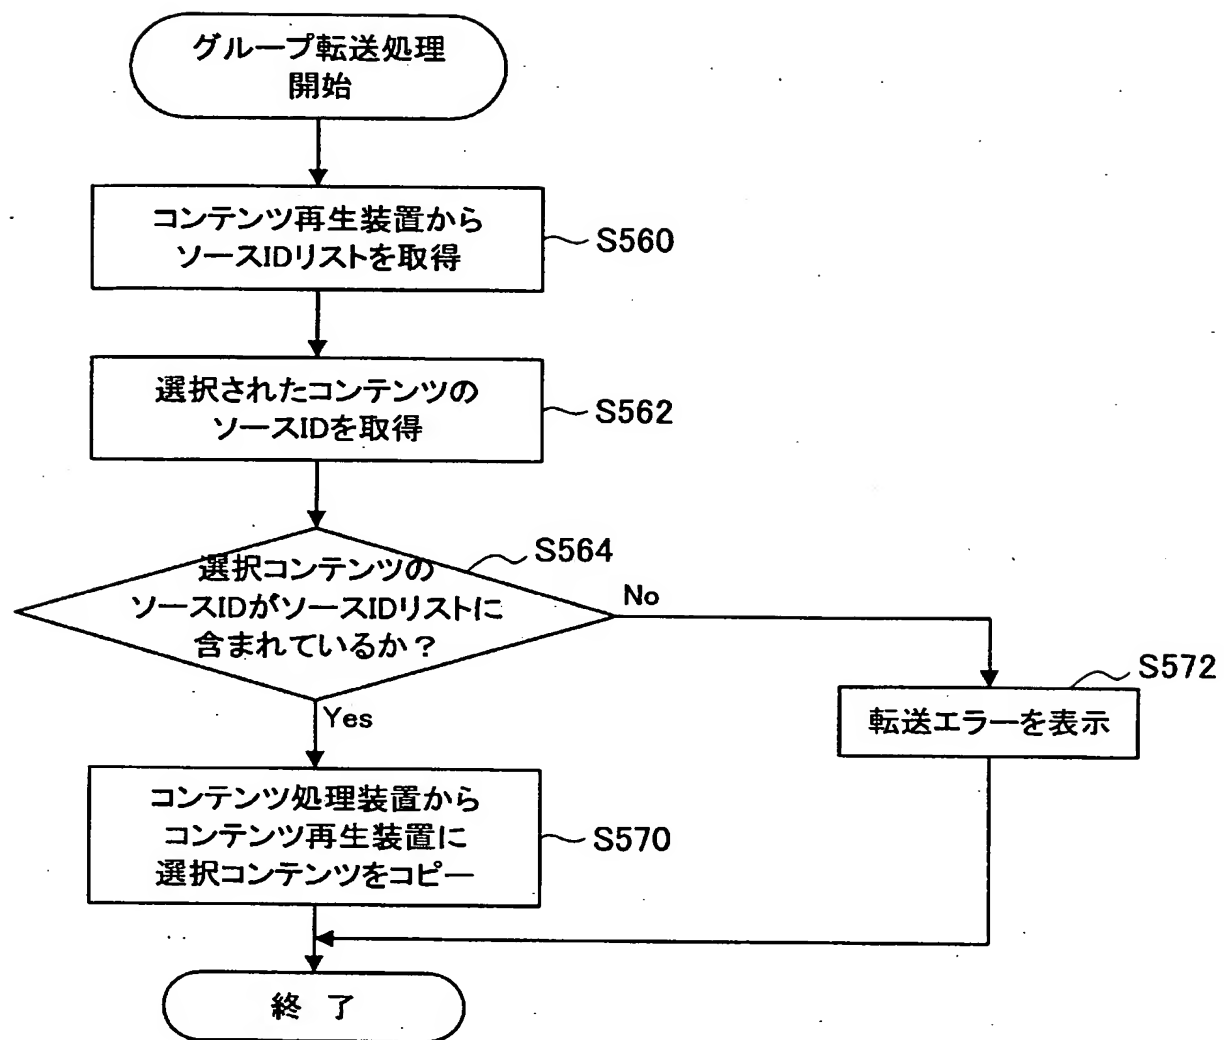 グループ転送処理
開始
コンテンツ再生装置から
ソースIDリストを取得
S560
選択されたコンテンツの
ソースIDを取得
S562
S564
選択コンテンツの
ソースIDがソースIDリストに
含まれているか?
No
Yes
S572
転送エラーを表示
コンテンツ処理装置から
コンテンツ再生装置に
選択コンテンツをコピー
S570
終 了